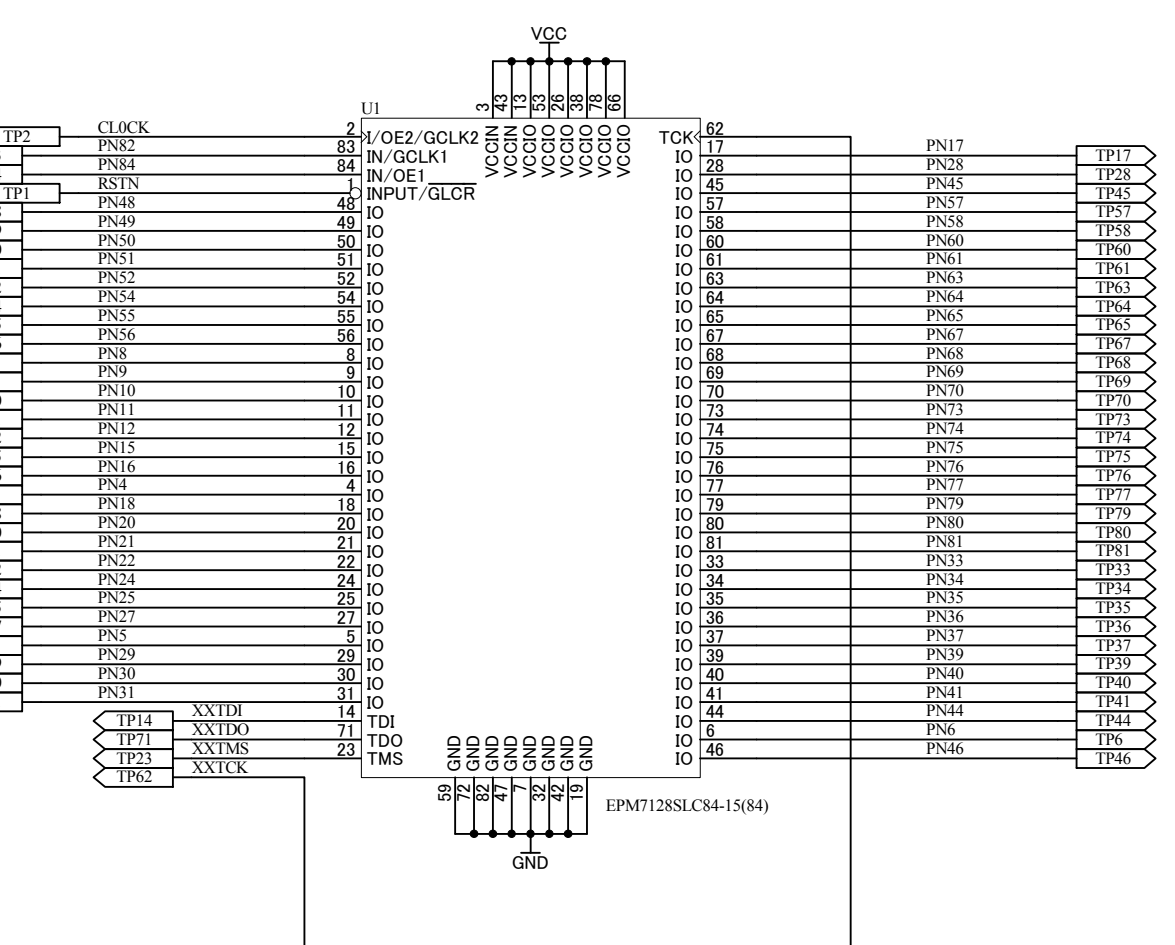 VCC
U1
3 43 13 53 26 38 78 66
VCCIN VCCIN VCCIO VCCIO VCCIO VCCIO VCCIO VCCIO
TP2 CL0CK 2 I/OE2/GCLK2 TCK 62
PN82 83 IN/GCLK1 IO 17 PN17 TP17
PN84 84 IN/OE1 IO 28 PN28 TP28
TP1 RSTN 1 INPUT/GLCR IO 45 PN45 TP45
PN48 48 IO IO 57 PN57 TP57
PN49 49 IO IO 58 PN58 TP58
PN50 50 IO IO 60 PN60 TP60
PN51 51 IO IO 61 PN61 TP61
PN52 52 IO IO 63 PN63 TP63
PN54 54 IO IO 64 PN64 TP64
PN55 55 IO IO 65 PN65 TP65
PN56 56 IO IO 67 PN67 TP67
PN8 8 IO IO 68 PN68 TP68
PN9 9 IO IO 69 PN69 TP69
PN10 10 IO IO 70 PN70 TP70
PN11 11 IO IO 73 PN73 TP73
PN12 12 IO IO 74 PN74 TP74
PN15 15 IO IO 75 PN75 TP75
PN16 16 IO IO 76 PN76 TP76
PN4 4 IO IO 77 PN77 TP77
PN18 18 IO IO 79 PN79 TP79
PN20 20 IO IO 80 PN80 TP80
PN21 21 IO IO 81 PN81 TP81
PN22 22 IO IO 33 PN33 TP33
PN24 24 IO IO 34 PN34 TP34
PN25 25 IO IO 35 PN35 TP35
PN27 27 IO IO 36 PN36 TP36
PN5 5 IO IO 37 PN37 TP37
PN29 29 IO IO 39 PN39 TP39
PN30 30 IO IO 40 PN40 TP40
PN31 31 IO IO 41 PN41 TP41
TP14 XXTDI 14 TDI IO 44 PN44 TP44
TP71 XXTDO 71 TDO IO 6 PN6 TP6
TP23 XXTMS 23 TMS IO 46 PN46 TP46
TP62 XXTCK
GND GND GND GND GND GND GND GND
59 72 82 47 7 32 42 19
EPM7128SLC84-15(84)
GND